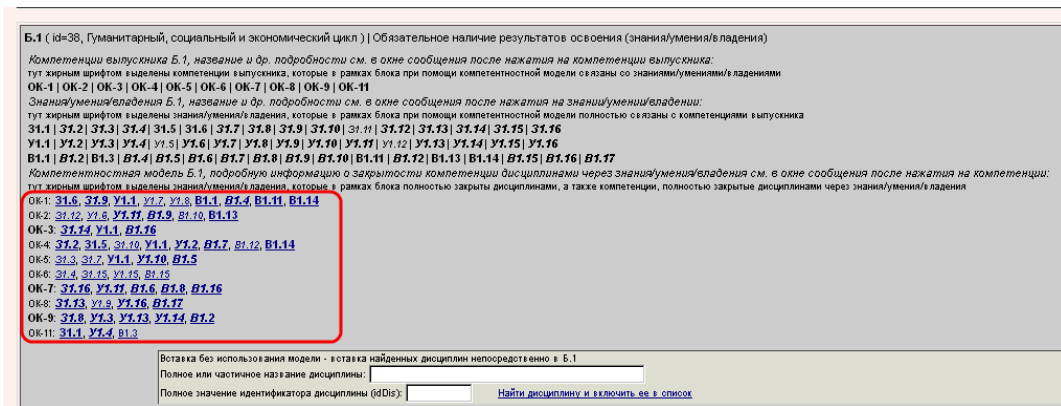 Б.1 ( id=38, Гуманитарный, социальный и экономический цикл ) | Обязательное наличие результатов освоения (знания/умения/владения)
Компетенции выпускника Б.1, название и др. подробности см. в окне сообщения после нажатия на компетенции выпускника:
тут жирным шрифтом выделены компетенции выпускника, которые в рамках блока при помощи компетентностной модели связаны со знаниями/умениями/владениями
ОК-1 | ОК-2 | ОК-3 | ОК-4 | ОК-5 | ОК-6 | ОК-7 | ОК-8 | ОК-9 | ОК-11
Знания/умения/владения Б.1, название и др. подробности см. в окне сообщения после нажатия на знании/умении/владении:
тут жирным шрифтом выделены знания/умения/владения, которые в рамках блока при помощи компетентностной модели полностью связаны с компетенциями выпускника
З1.1 | З1.2 | З1.3 | З1.4 | З1.5 | З1.6 | З1.7 | З1.8 | З1.9 | З1.10 | З1.11 | З1.12 | З1.13 | З1.14 | З1.15 | З1.16
У1.1 | У1.2 | У1.3 | У1.4 | У1.5 | У1.6 | У1.7 | У1.8 | У1.9 | У1.10 | У1.11 | У1.12 | У1.13 | У1.14 | У1.15 | У1.16
В1.1 | В1.2 | В1.3 | В1.4 | В1.5 | В1.6 | В1.7 | В1.8 | В1.9 | В1.10 | В1.11 | В1.12 | В1.13 | В1.14 | В1.15 | В1.16 | В1.17
Компетентностная модель Б.1, подробную информацию о закрытости компетенции дисциплинами через знания/умения/владения см. в окне сообщения после нажатия на компетенции:
тут жирным шрифтом выделены знания/умения/владения, которые в рамках блока полностью закрыты дисциплинами, а также компетенции, полностью закрытые дисциплинами через знания/умения/владения
ОК-1: З1.6, З1.9, У1.1, У1.7, У1.8, В1.1, В1.4, В1.11, В1.14
ОК-2: З1.12, У1.6, У1.11, В1.9, В1.10, В1.13
ОК-3: З1.14, У1.1, В1.16
ОК-4: З1.2, З1.5, З1.10, У1.1, У1.2, В1.7, В1.12, В1.14
ОК-5: З1.3, З1.7, У1.1, У1.10, В1.5
ОК-6: З1.4, З1.15, У1.15, В1.15
ОК-7: З1.16, У1.11, В1.6, В1.8, В1.16
ОК-8: З1.13, У1.9, У1.16, В1.17
ОК-9: З1.8, У1.3, У1.13, У1.14, В1.2
ОК-11: З1.1, У1.4, В1.3
Вставка без использования модели - вставка найденных дисциплин непосредственно в Б.1
Полное или частичное название дисциплины:
Полное значение идентификатора дисциплины (idDis): Найти дисциплину и включить ее в список